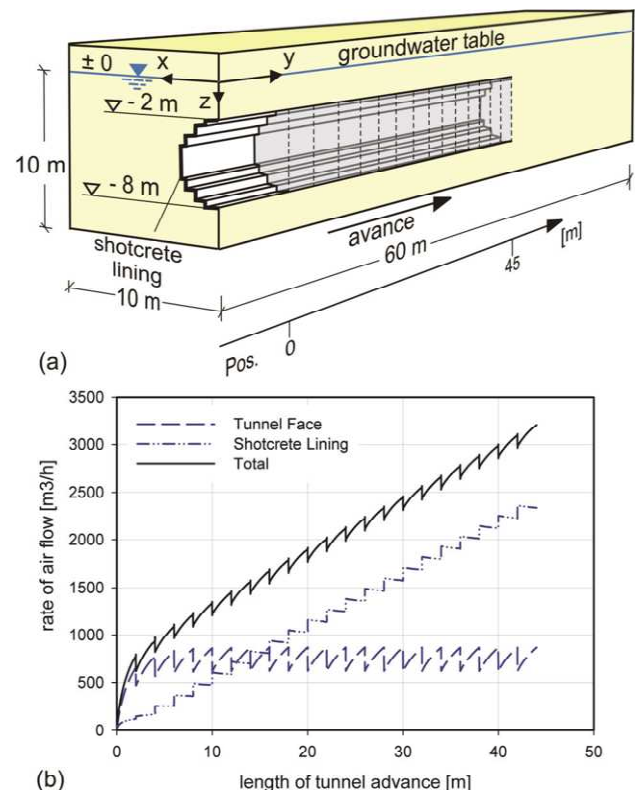 ± 0
x
y
groundwater table
z
- 2 m
10 m
- 8 m
shotcrete
lining
avance
60 m
[m]
10 m
45
Pos.
0
(a)
3500
3000
2500
2000
1500
1000
500
0
rate of air flow [m3/h]
Tunnel Face
Shotcrete Lining
Total
0
10
20
30
40
50
length of tunnel advance [m]
(b)